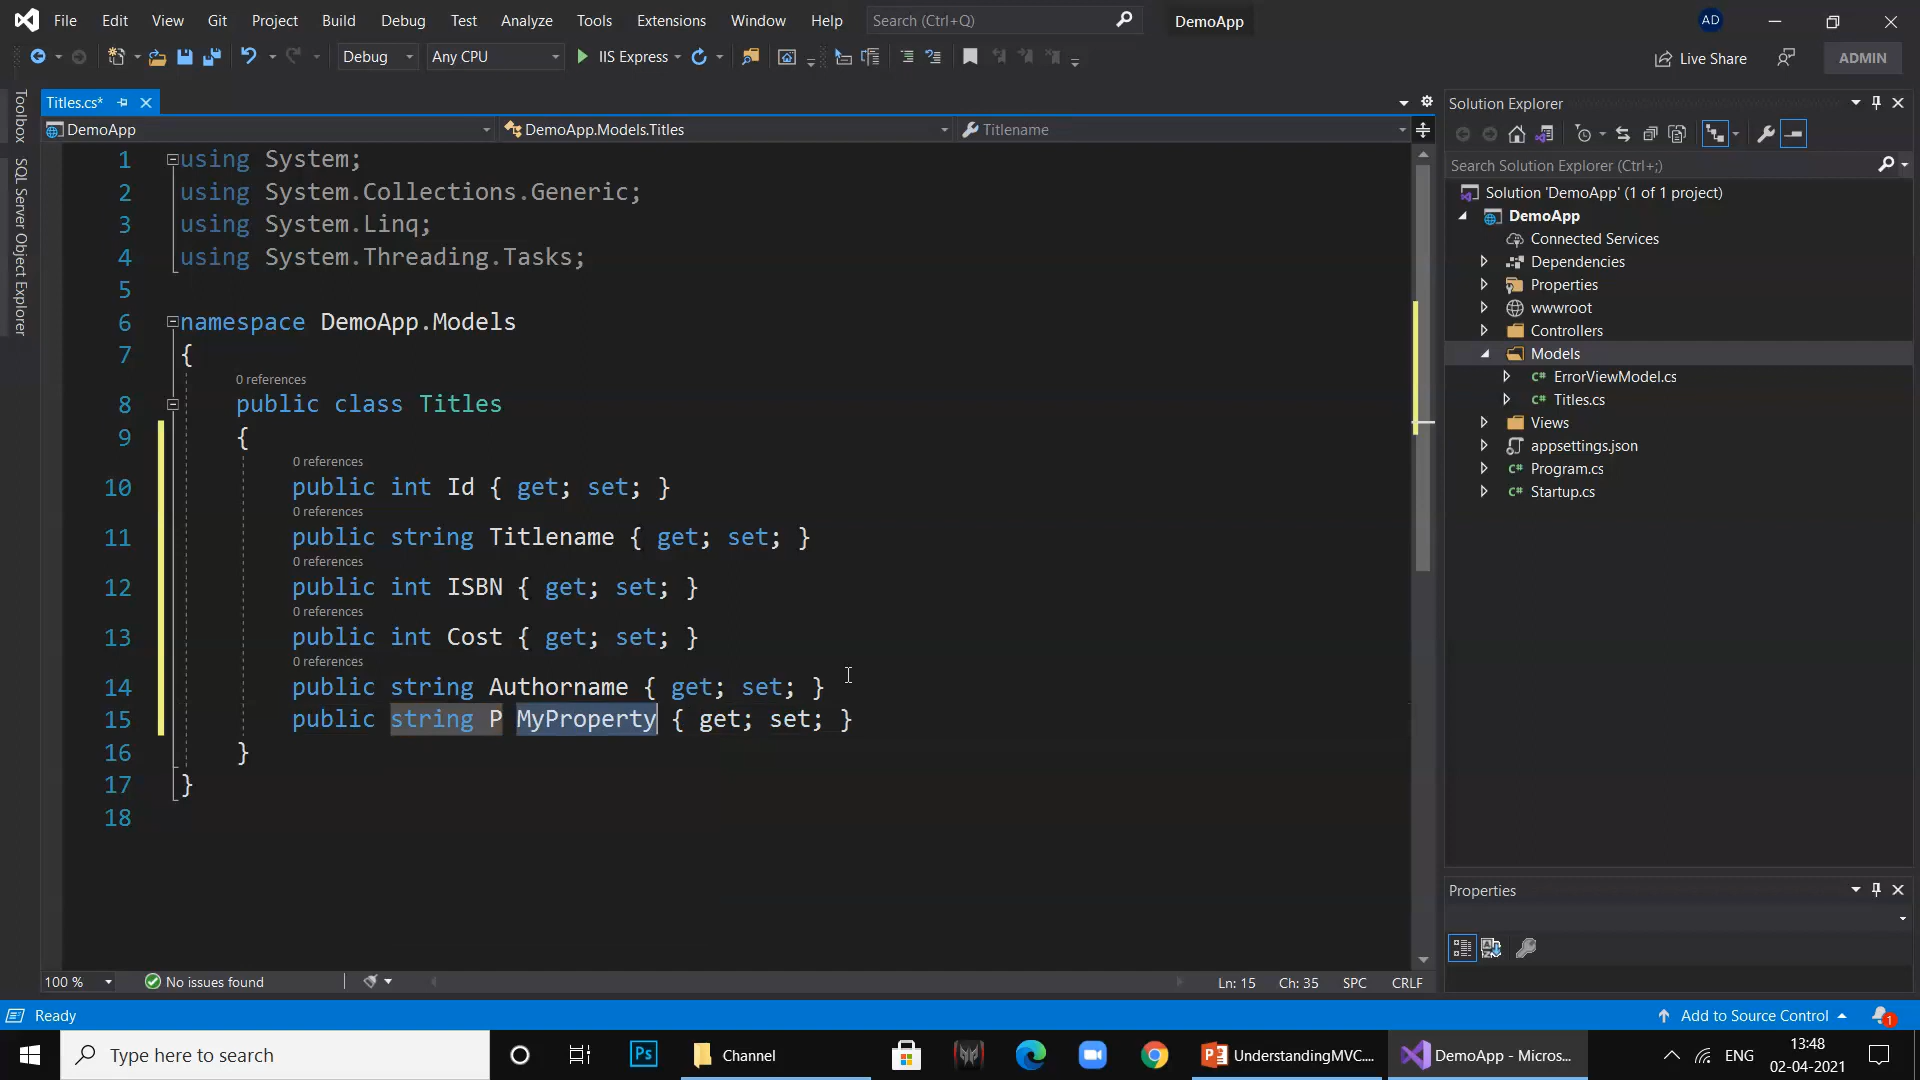 File Edit View Git Project Build Debug Test Analyze Tools Extensions Window Help Search (Ctrl+Q) DemoApp AD
Debug Any CPU IIS Express Live Share ADMIN
Toolbox
SQL Server Object Explorer
Titles.cs*
DemoApp DemoApp.Models.Titles Titlename
1 using System;
2 using System.Collections.Generic;
3 using System.Linq;
4 using System.Threading.Tasks;
5
6 namespace DemoApp.Models
7 {
0 references
8 public class Titles
9 {
0 references
10 public int Id { get; set; }
0 references
11 public string Titlename { get; set; }
0 references
12 public int ISBN { get; set; }
0 references
13 public int Cost { get; set; }
0 references
14 public string Authorname { get; set; }
15 public string P MyProperty { get; set; }
16 }
17 }
18
100 % No issues found Ln: 15 Ch: 35 SPC CRLF
Solution Explorer
Search Solution Explorer (Ctrl+;)
Solution 'DemoApp' (1 of 1 project)
DemoApp
Connected Services
Dependencies
Properties
wwwroot
Controllers
Models
C# ErrorViewModel.cs
C# Titles.cs
Views
appsettings.json
C# Program.cs
C# Startup.cs
Properties
Ready Add to Source Control 1
Type here to search Ps Channel UnderstandingMVC.... DemoApp - Micros... ENG 13:48
02-04-2021